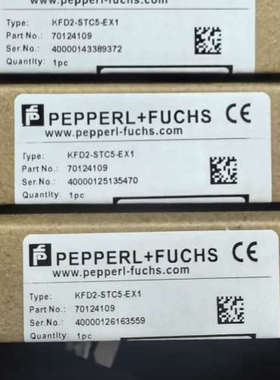 www.pepperl-fuchs.com
Type: KFD2-STC5-EX1
Part No.: 70124109
Ser.No.: 40000143389372
Quantity: 1pc
PEPPERL+FUCHS CE
www.pepperl-fuchs.com
Type: KFD2-STC5-EX1
Part No.: 70124109
Ser.No.: 40000125135470
Quantity: 1pc
PEPPERL+FUCHS CE
www.pepperl-fuchs.com
Type: KFD2-STC5-EX1
Part No.: 70124109
Ser.No.: 40000126163559
Quantity: 1pc